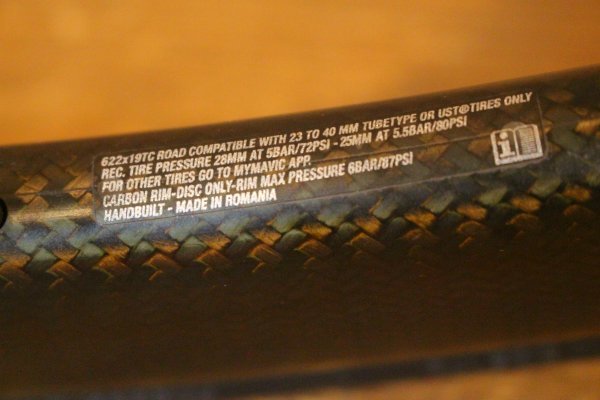 622x19TC ROAD COMPATIBLE WITH 23 TO 40 MM TUBETYPE OR UST® TIRES ONLY
REC. TIRE PRESSURE 28MM AT 5BAR/72PSI - 25MM AT 5.5BAR/80PSI
FOR OTHER TIRES GO TO MYMAVIC APP.
CARBON RIM-DISC ONLY-RIM MAX PRESSURE 6BAR/87PSI
HANDBUILT - MADE IN ROMANIA